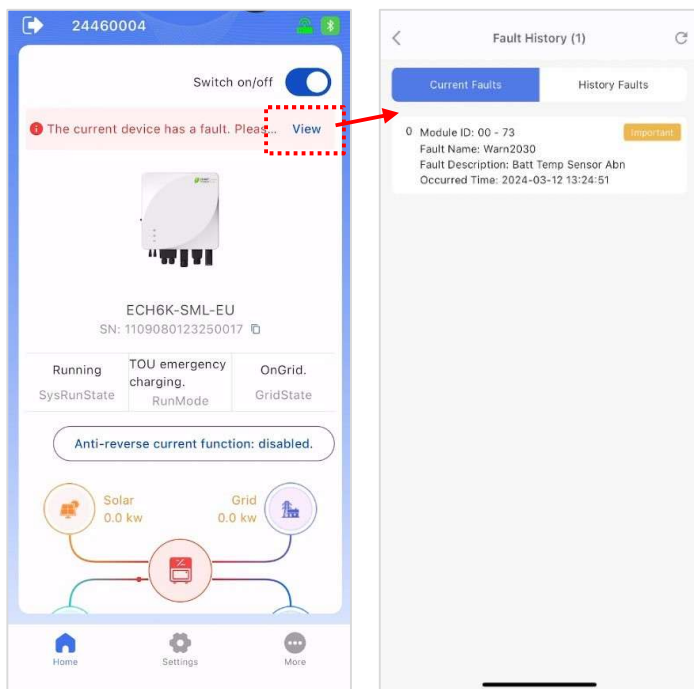 24460004
Switch on/off
The current device has a fault. Pleas... View
ECH6K-SML-EU
SN: 1109080123250017
Running
SysRunState
TOU emergency
charging.
RunMode
OnGrid.
GridState
Anti-reverse current function: disabled.
Solar
0.0 kw
Grid
0.0 kw
Home
Settings
More
Fault History (1)
Current Faults
History Faults
0 Module ID: 00 - 73
Important
Fault Name: Warn2030
Fault Description: Batt Temp Sensor Abn
Occurred Time: 2024-03-12 13:24:51